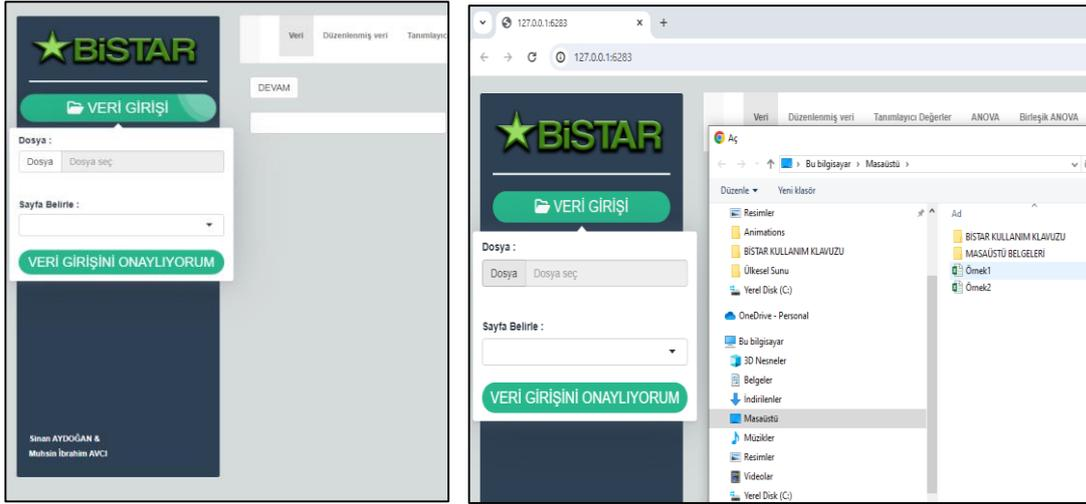 BiSTAR
Veri Düzenlenmiş veri Tanımlayıc
DEVAM
VERİ GİRİŞİ
Dosya :
Dosya Dosya seç
Sayfa Belirle :
VERİ GİRİŞİNİ ONAYLIYORUM
Sinan AYDOĞAN &
Muhsin İbrahim AVCI
127.0.0.1:6283
127.0.0.1:6283
BiSTAR
VERİ GİRİŞİ
Dosya :
Dosya Dosya seç
Sayfa Belirle :
VERİ GİRİŞİNİ ONAYLIYORUM
Veri Düzenlenmiş veri Tanımlayıcı Değerler ANOVA Birleşik ANOVA
Aç
Bu bilgisayar › Masaüstü ›
Düzenle Yeni klasör
Resimler
Animations
BİSTAR KULLANIM KLAVUZU
Ülkesel Sunu
Yerel Disk (C:)
OneDrive - Personal
Bu bilgisayar
3D Nesneler
Belgeler
İndirilenler
Masaüstü
Müzikler
Resimler
Videolar
Yerel Disk (C:)
Ad
BİSTAR KULLANIM KLAVUZU
MASAÜSTÜ BELGELERİ
Örnek1
Örnek2